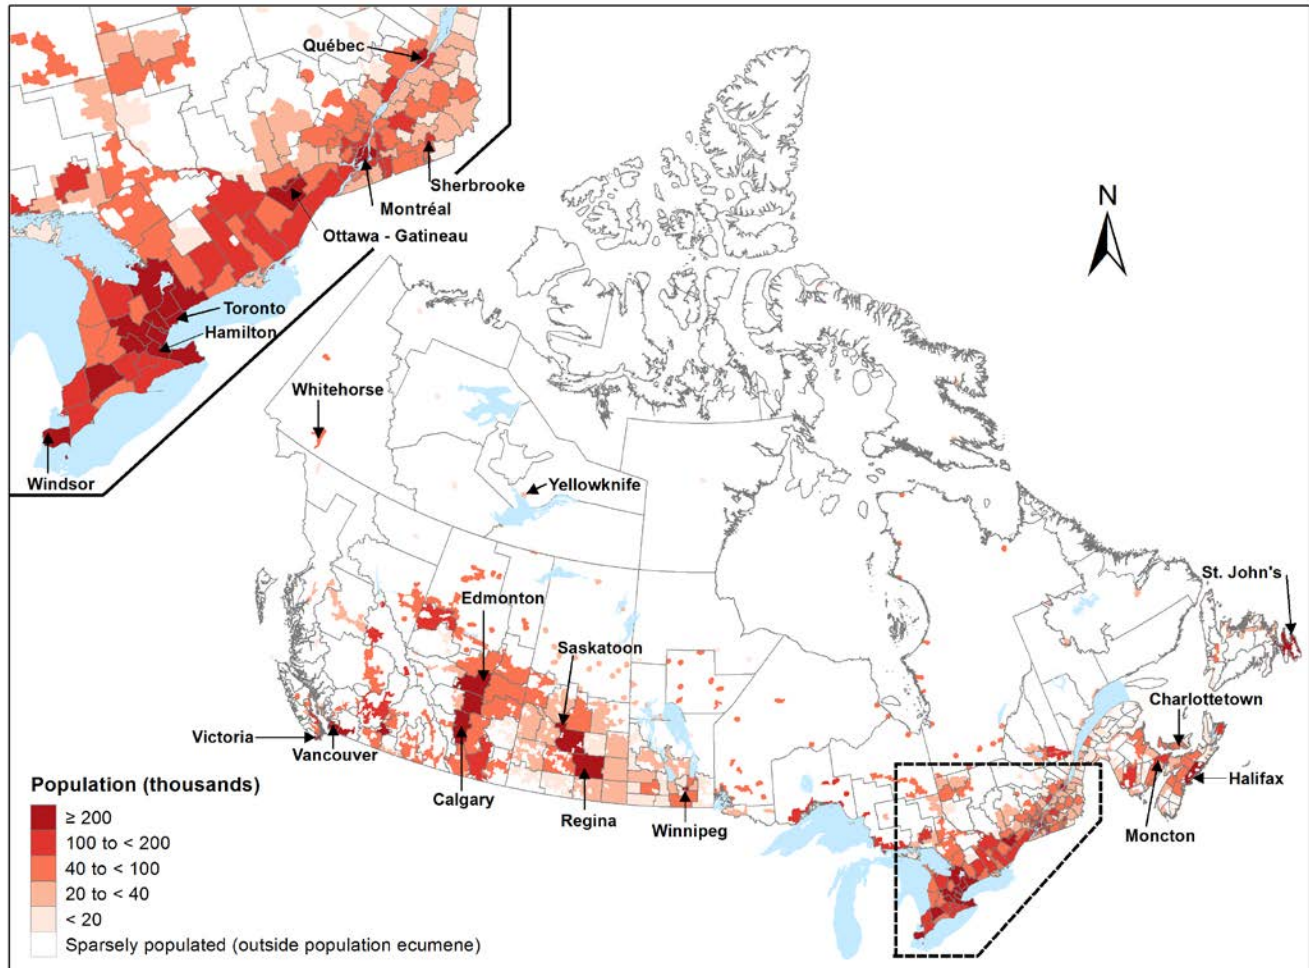 Québec
Sherbrooke
Montréal
Ottawa - Gatineau
Toronto
Hamilton
Windsor
N
Whitehorse
Yellowknife
St. John's
Edmonton
Saskatoon
Charlottetown
Victoria
Vancouver
Calgary
Regina
Winnipeg
Halifax
Moncton
Population (thousands)
≥ 200
100 to < 200
40 to < 100
20 to < 40
< 20
Sparsely populated (outside population ecumene)